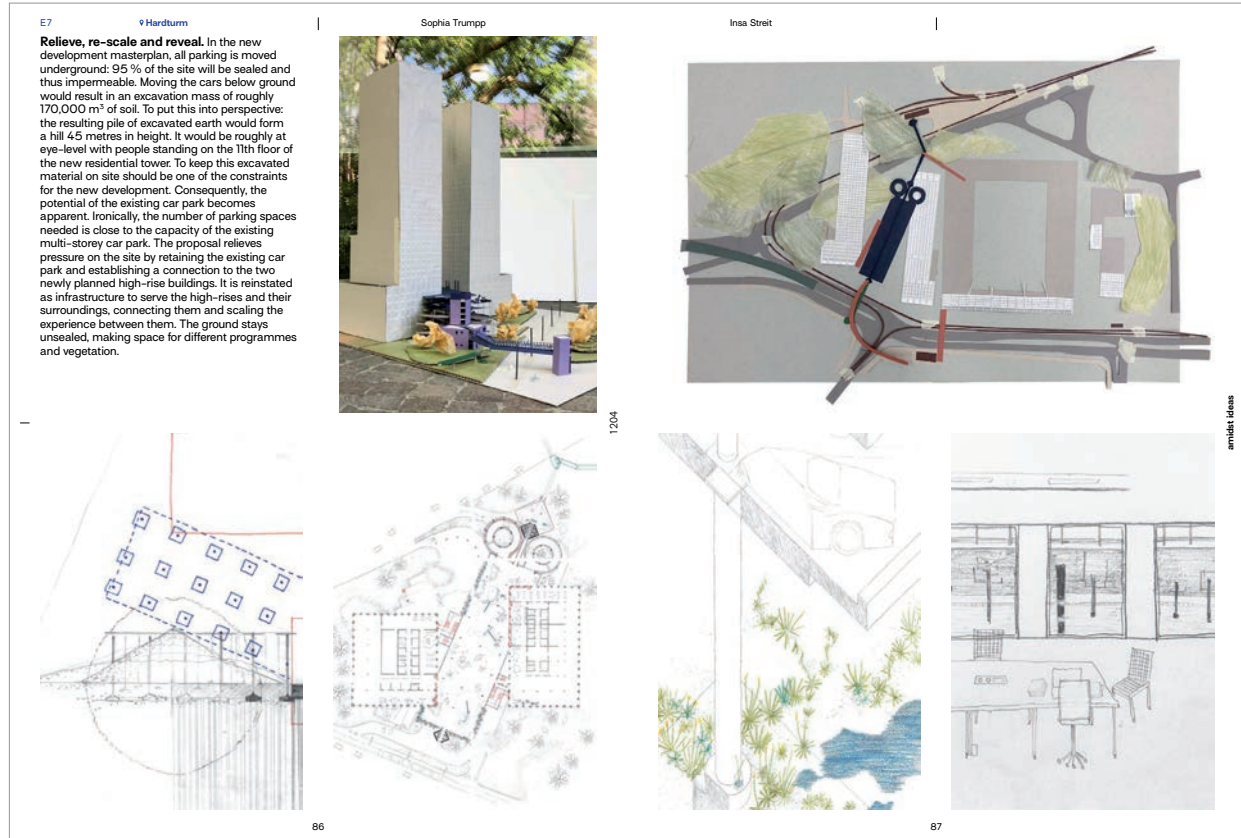 E7
Hardturm
Sophia Trumpp
Insa Streit
Relieve, re-scale and reveal. In the new
development masterplan, all parking is moved
underground: 95 % of the site will be sealed and
thus impermeable. Moving the cars below ground
would result in an excavation mass of roughly
170,000 m³ of soil. To put this into perspective:
the resulting pile of excavated earth would form
a hill 45 metres in height. It would be roughly at
eye-level with people standing on the 11th floor of
the new residential tower. To keep this excavated
material on site should be one of the constraints
for the new development. Consequently, the
potential of the existing car park becomes
apparent. Ironically, the number of parking spaces
needed is close to the capacity of the existing
multi-storey car park. The proposal relieves
pressure on the site by retaining the existing car
park and establishing a connection to the two
newly planned high-rise buildings. It is reinstated
as infrastructure to serve the high-rises and their
surroundings, connecting them and scaling the
experience between them. The ground stays
unsealed, making space for different programmes
and vegetation.
1204
amidst ideas
86
87